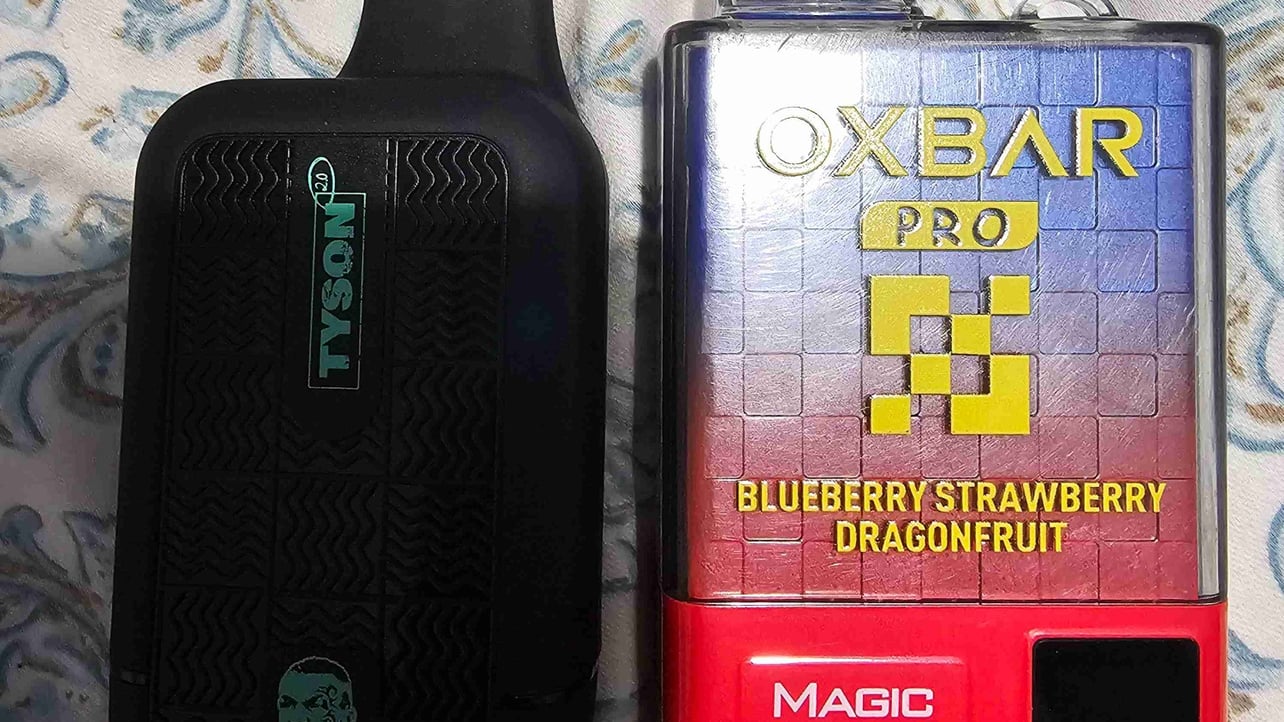 TYSON 2.0
OXBAR
PRO
BLUEBERRY STRAWBERRY
DRAGONFRUIT
MAGIC